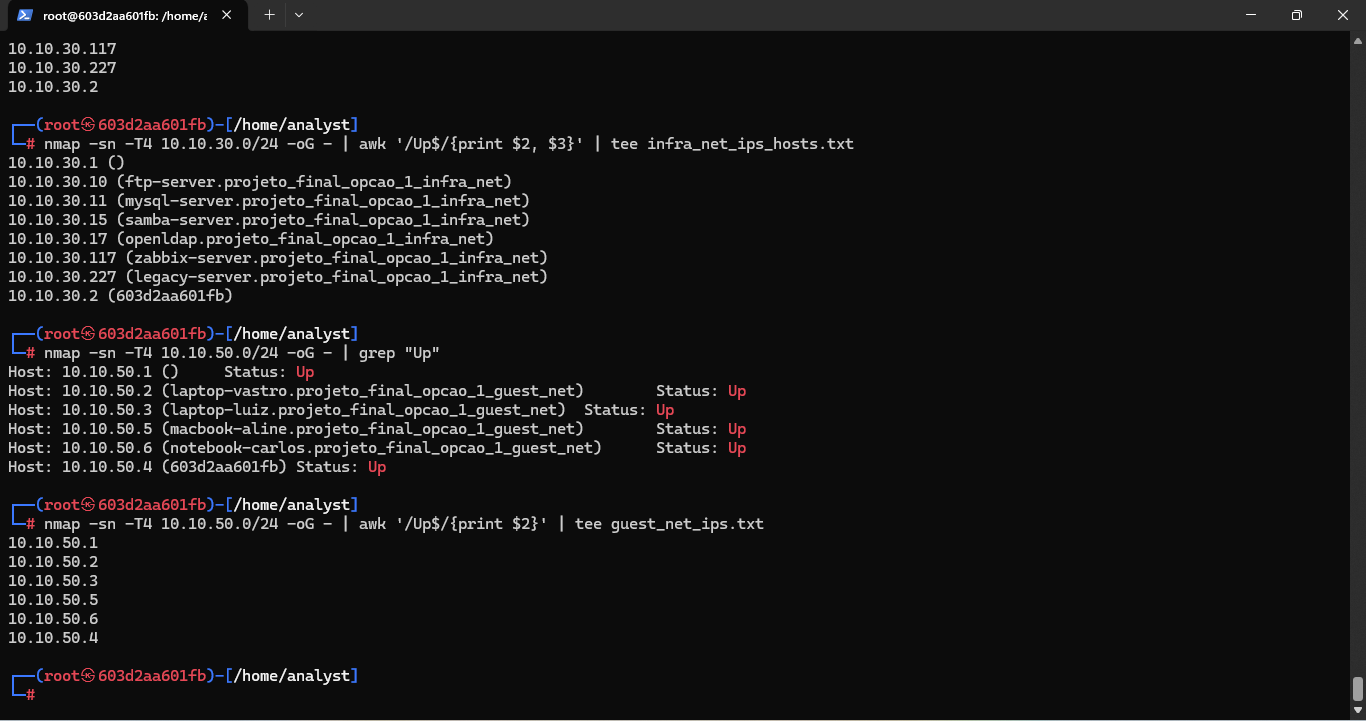 root@603d2aa601fb: /home/a
10.10.30.117
10.10.30.227
10.10.30.2
┌──(root㉿603d2aa601fb)-[/home/analyst]
└─# nmap -sn -T4 10.10.30.0/24 -oG - | awk '/Up$/{print $2, $3}' | tee infra_net_ips_hosts.txt
10.10.30.1 ()
10.10.30.10 (ftp-server.projeto_final_opcao_1_infra_net)
10.10.30.11 (mysql-server.projeto_final_opcao_1_infra_net)
10.10.30.15 (samba-server.projeto_final_opcao_1_infra_net)
10.10.30.17 (openldap.projeto_final_opcao_1_infra_net)
10.10.30.117 (zabbix-server.projeto_final_opcao_1_infra_net)
10.10.30.227 (legacy-server.projeto_final_opcao_1_infra_net)
10.10.30.2 (603d2aa601fb)
┌──(root㉿603d2aa601fb)-[/home/analyst]
└─# nmap -sn -T4 10.10.50.0/24 -oG - | grep "Up"
Host: 10.10.50.1 ()     Status: Up
Host: 10.10.50.2 (laptop-vastro.projeto_final_opcao_1_guest_net)        Status: Up
Host: 10.10.50.3 (laptop-luiz.projeto_final_opcao_1_guest_net)  Status: Up
Host: 10.10.50.5 (macbook-aline.projeto_final_opcao_1_guest_net)        Status: Up
Host: 10.10.50.6 (notebook-carlos.projeto_final_opcao_1_guest_net)      Status: Up
Host: 10.10.50.4 (603d2aa601fb) Status: Up
┌──(root㉿603d2aa601fb)-[/home/analyst]
└─# nmap -sn -T4 10.10.50.0/24 -oG - | awk '/Up$/{print $2}' | tee guest_net_ips.txt
10.10.50.1
10.10.50.2
10.10.50.3
10.10.50.5
10.10.50.6
10.10.50.4
┌──(root㉿603d2aa601fb)-[/home/analyst]
└─#